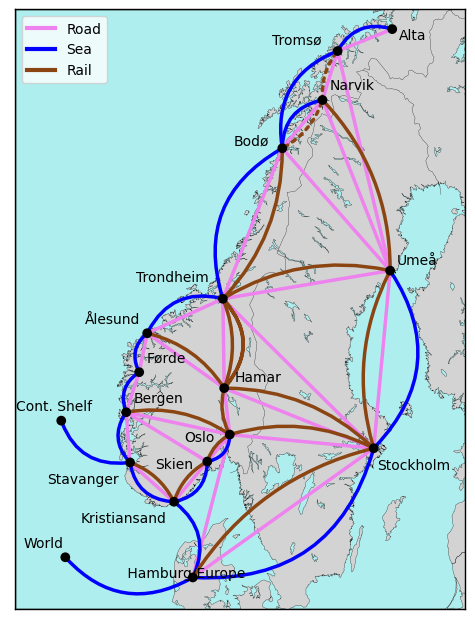 Road
Sea
Rail
Tromsø
Alta
Narvik
Bodø
Umeå
Trondheim
Ålesund
Førde
Hamar
Bergen
Cont. Shelf
Oslo
Skien
Stockholm
Stavanger
Kristiansand
World
Hamburg Europe